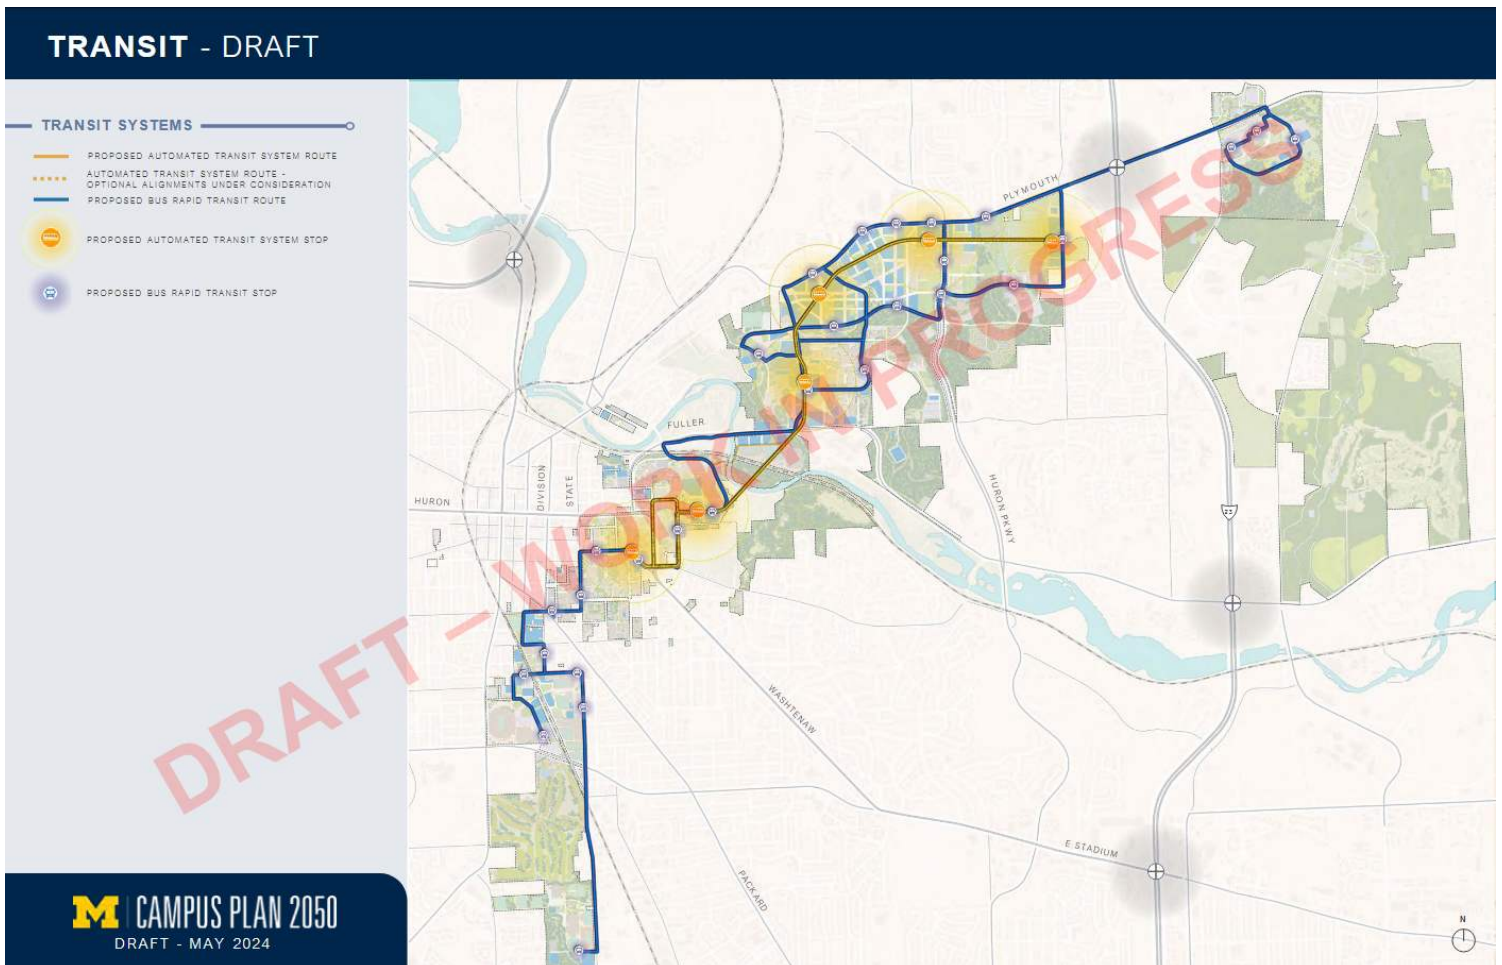 TRANSIT - DRAFT
TRANSIT SYSTEMS
PROPOSED AUTOMATED TRANSIT SYSTEM ROUTE
AUTOMATED TRANSIT SYSTEM ROUTE -
OPTIONAL ALIGNMENTS UNDER CONSIDERATION
PROPOSED BUS RAPID TRANSIT ROUTE
PROPOSED AUTOMATED TRANSIT SYSTEM STOP
PROPOSED BUS RAPID TRANSIT STOP
PLYMOUTH
FULLER
HURON
DIVISION
STATE
HURON PKWY
23
WASHTENAW
E STADIUM
PACKARD
DRAFT – WORK IN PROGRESS
N
M CAMPUS PLAN 2050
DRAFT - MAY 2024